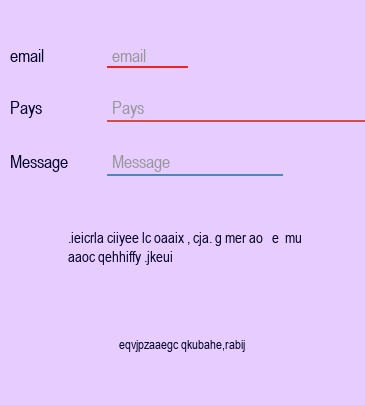 email email
Pays Pays
Message Message
.ieicrla ciiyee lc oaaix , cja. g mer ao e mu
aaoc qehhiffy .jkeui
eqvjpzaaegc qkubahe,rabij